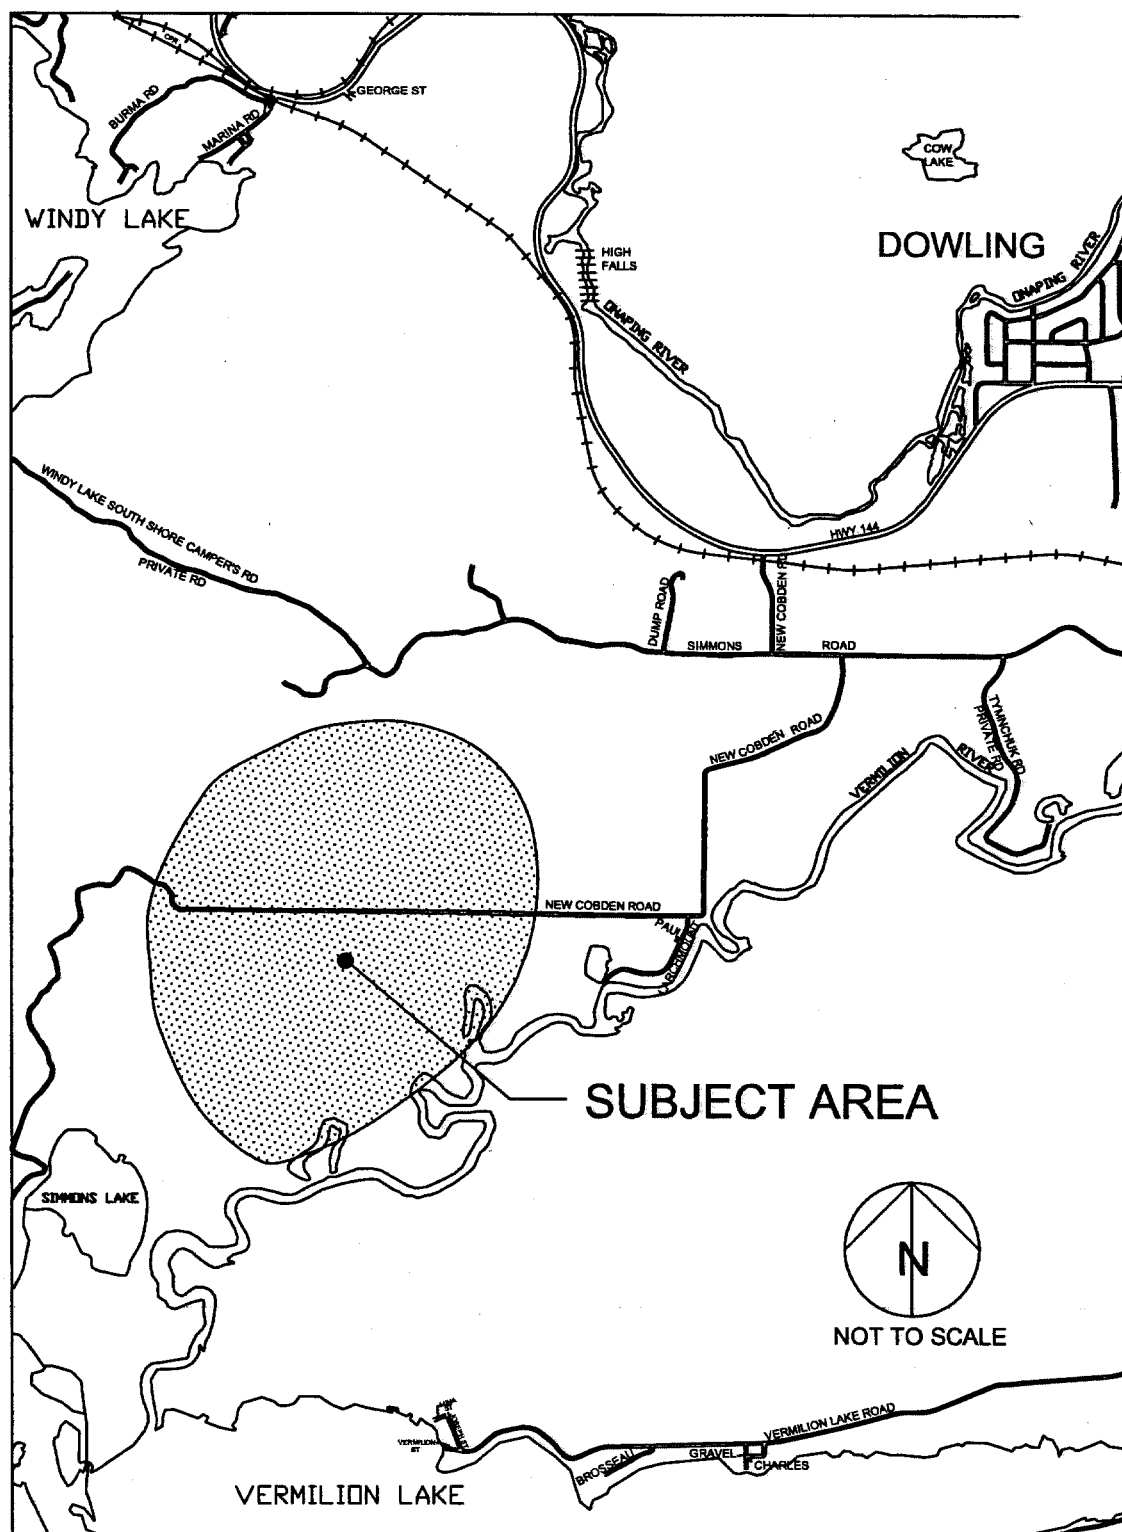 CPR
GEORGE ST
BURMA RD
MARINA RD
COW
LAKE
WINDY LAKE
DOWLING
HIGH
FALLS
ONAPING RIVER
ONAPING RIVER
WINDY LAKE SOUTH SHORE CAMPER'S RD
PRIVATE RD
HWY 144
DUMP ROAD
NEW COBDEN RD
SIMMONS
ROAD
TYMNCHUK RD
PRIVATE RD
NEW COBDEN ROAD
VERMILION
RIVER
NEW COBDEN ROAD
PAUL
LARCHMOUNT
SUBJECT AREA
SIMMONS LAKE
N
NOT TO SCALE
VERMILION
ST
VERMILION LAKE ROAD
BROSSEAU
GRAVEL
CHARLES
VERMILION LAKE